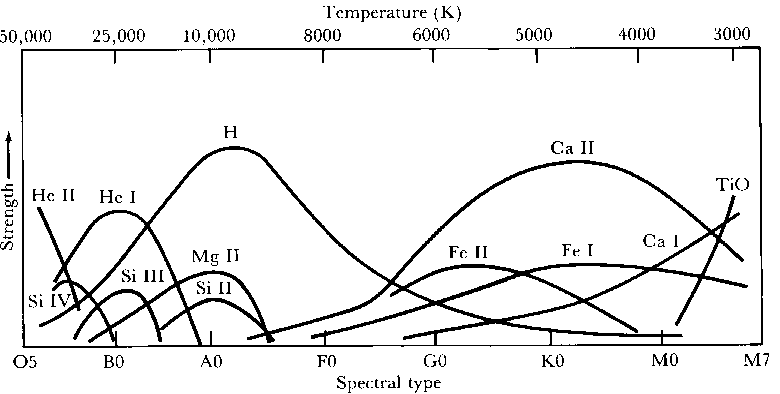 Temperature (K)
50,000 25,000 10,000 8000 6000 5000 4000 3000
H
Ca II
TiO
He II He I
Strength
Mg II Fe II Fe I Ca I
Si III
Si IV Si II
O5 B0 A0 F0 G0 K0 M0 M7
Spectral type